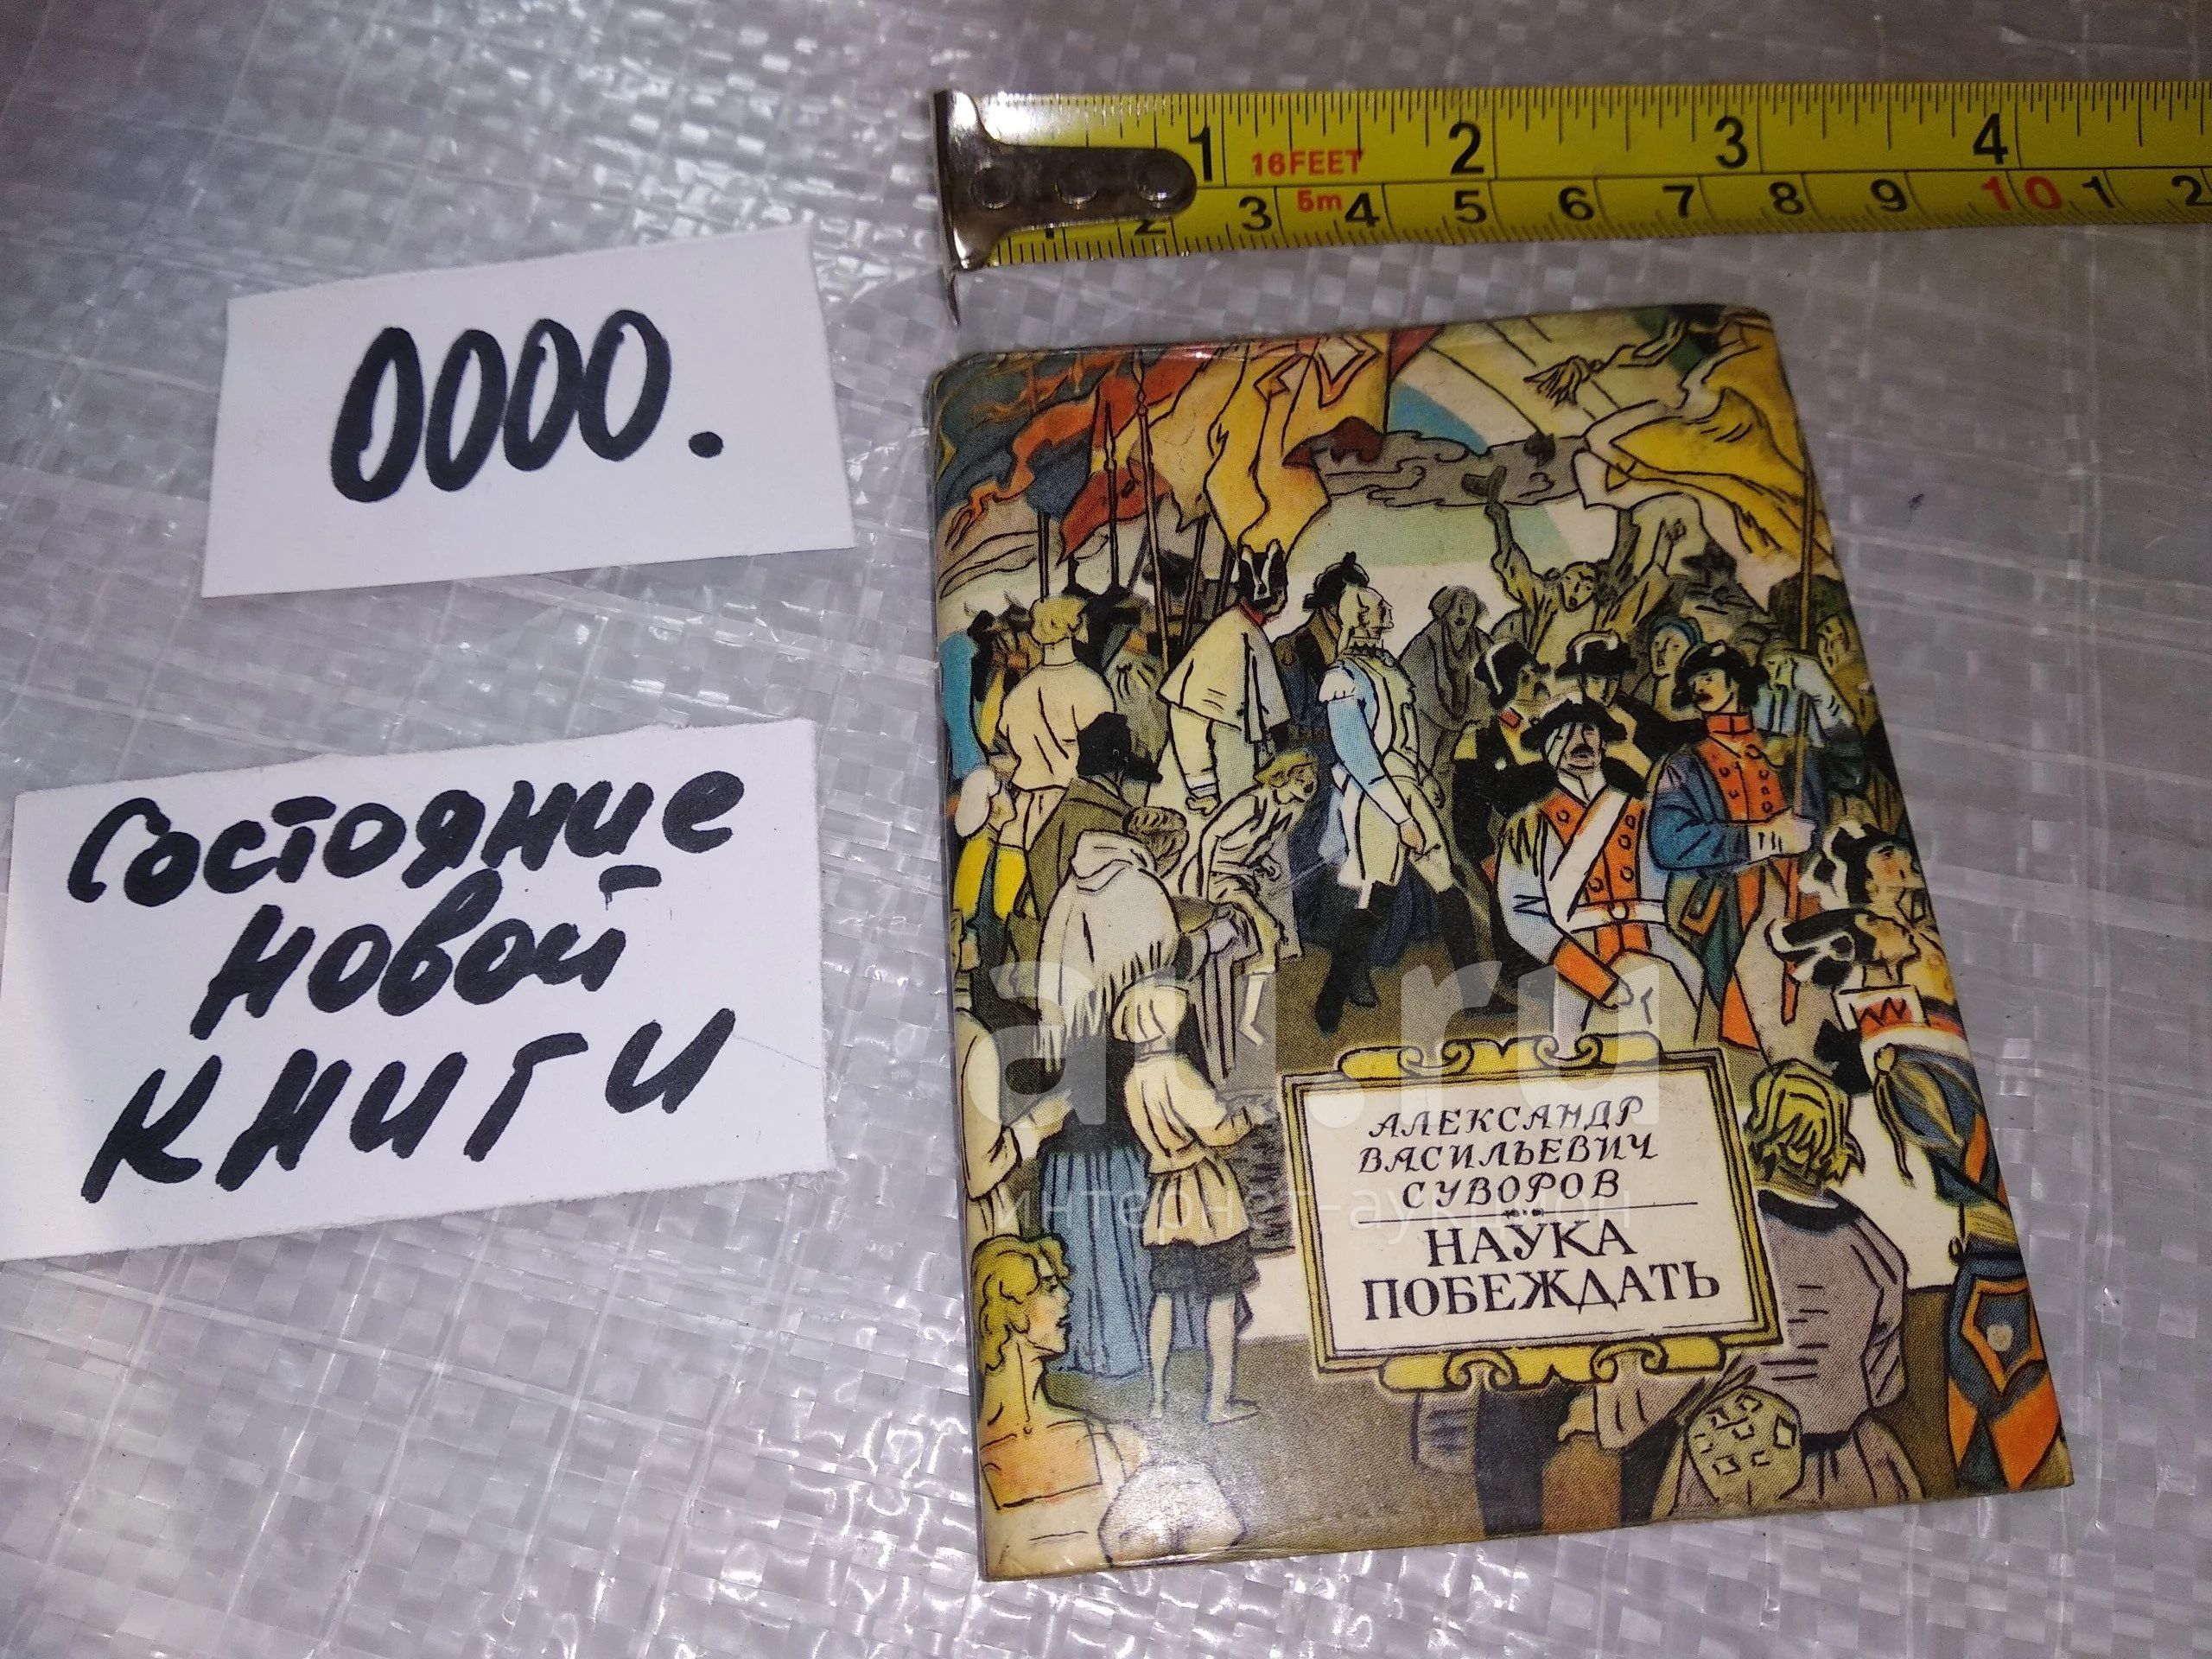 1 2 3 4
16FEET
5m
1 2 3 4 5 6 7 8 9 10 1 2
0000.
Состояние
новой
книги
АЛЕКСАНДР
ВАСИЛЬЕВИЧ
СУВОРОВ
НАУКА
ПОБЕЖДАТЬ
au.ru
интернет-аукцион